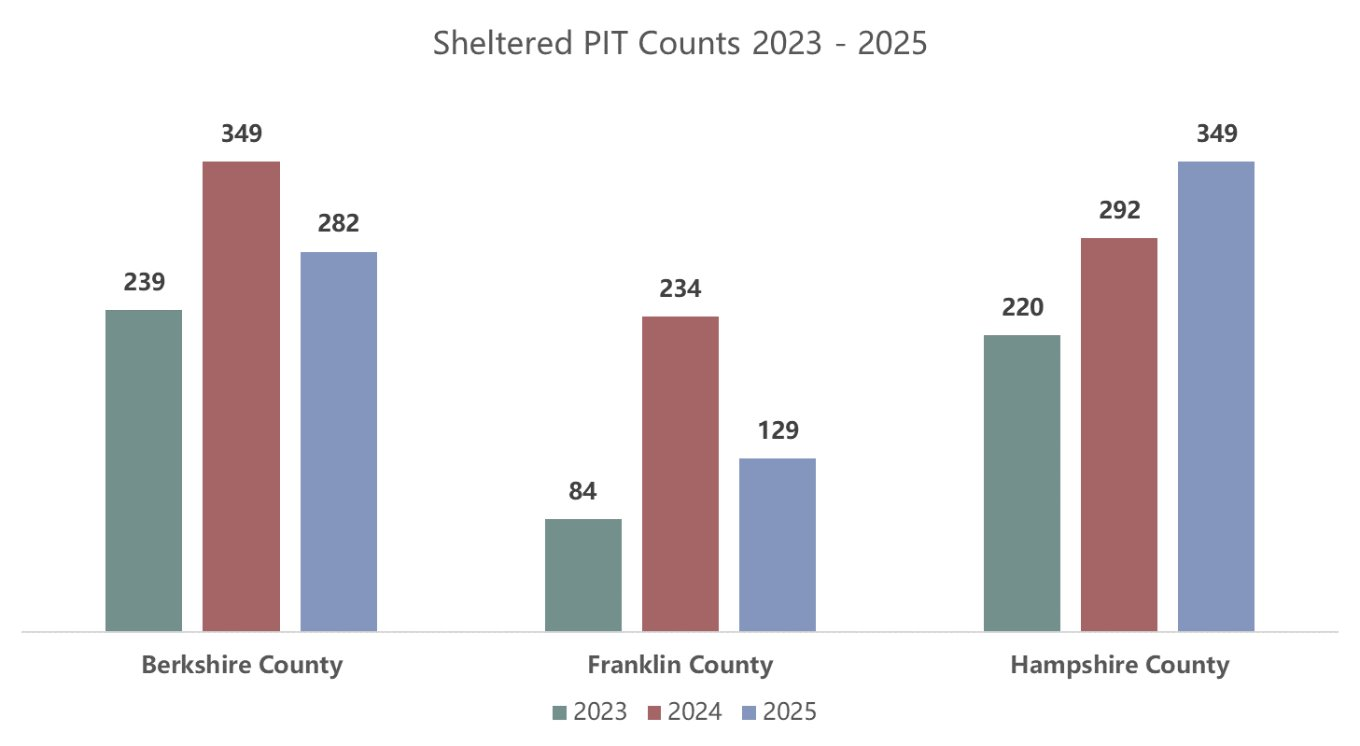 Sheltered PIT Counts 2023 - 2025
239
349
282
84
234
129
220
292
349
Berkshire County
Franklin County
Hampshire County
2023 2024 2025